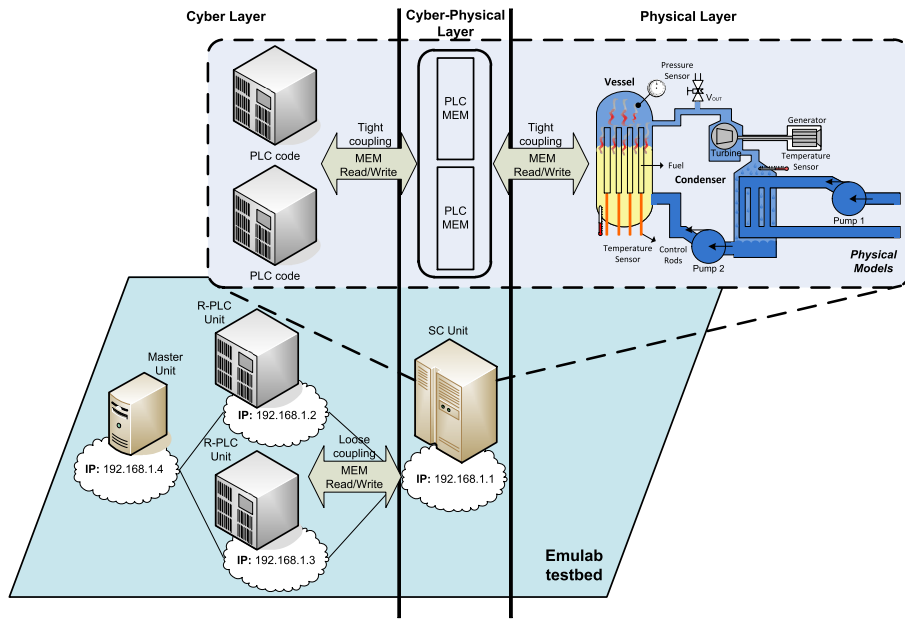 Cyber Layer
Cyber-Physical
Layer
Physical Layer
PLC code
PLC code
Tight
coupling
MEM
Read/Write
PLC
MEM
PLC
MEM
Tight
coupling
MEM
Read/Write
Vessel
Pressure
Sensor
VOUT
Generator
Turbine
Temperature
Sensor
Fuel
Condenser
Pump 1
Temperature
Sensor
Control
Rods
Pump 2
Physical
Models
R-PLC
Unit
SC Unit
Master
Unit
IP: 192.168.1.2
R-PLC
Unit
Loose
coupling
MEM
Read/Write
IP: 192.168.1.4
IP: 192.168.1.1
IP: 192.168.1.3
Emulab
testbed